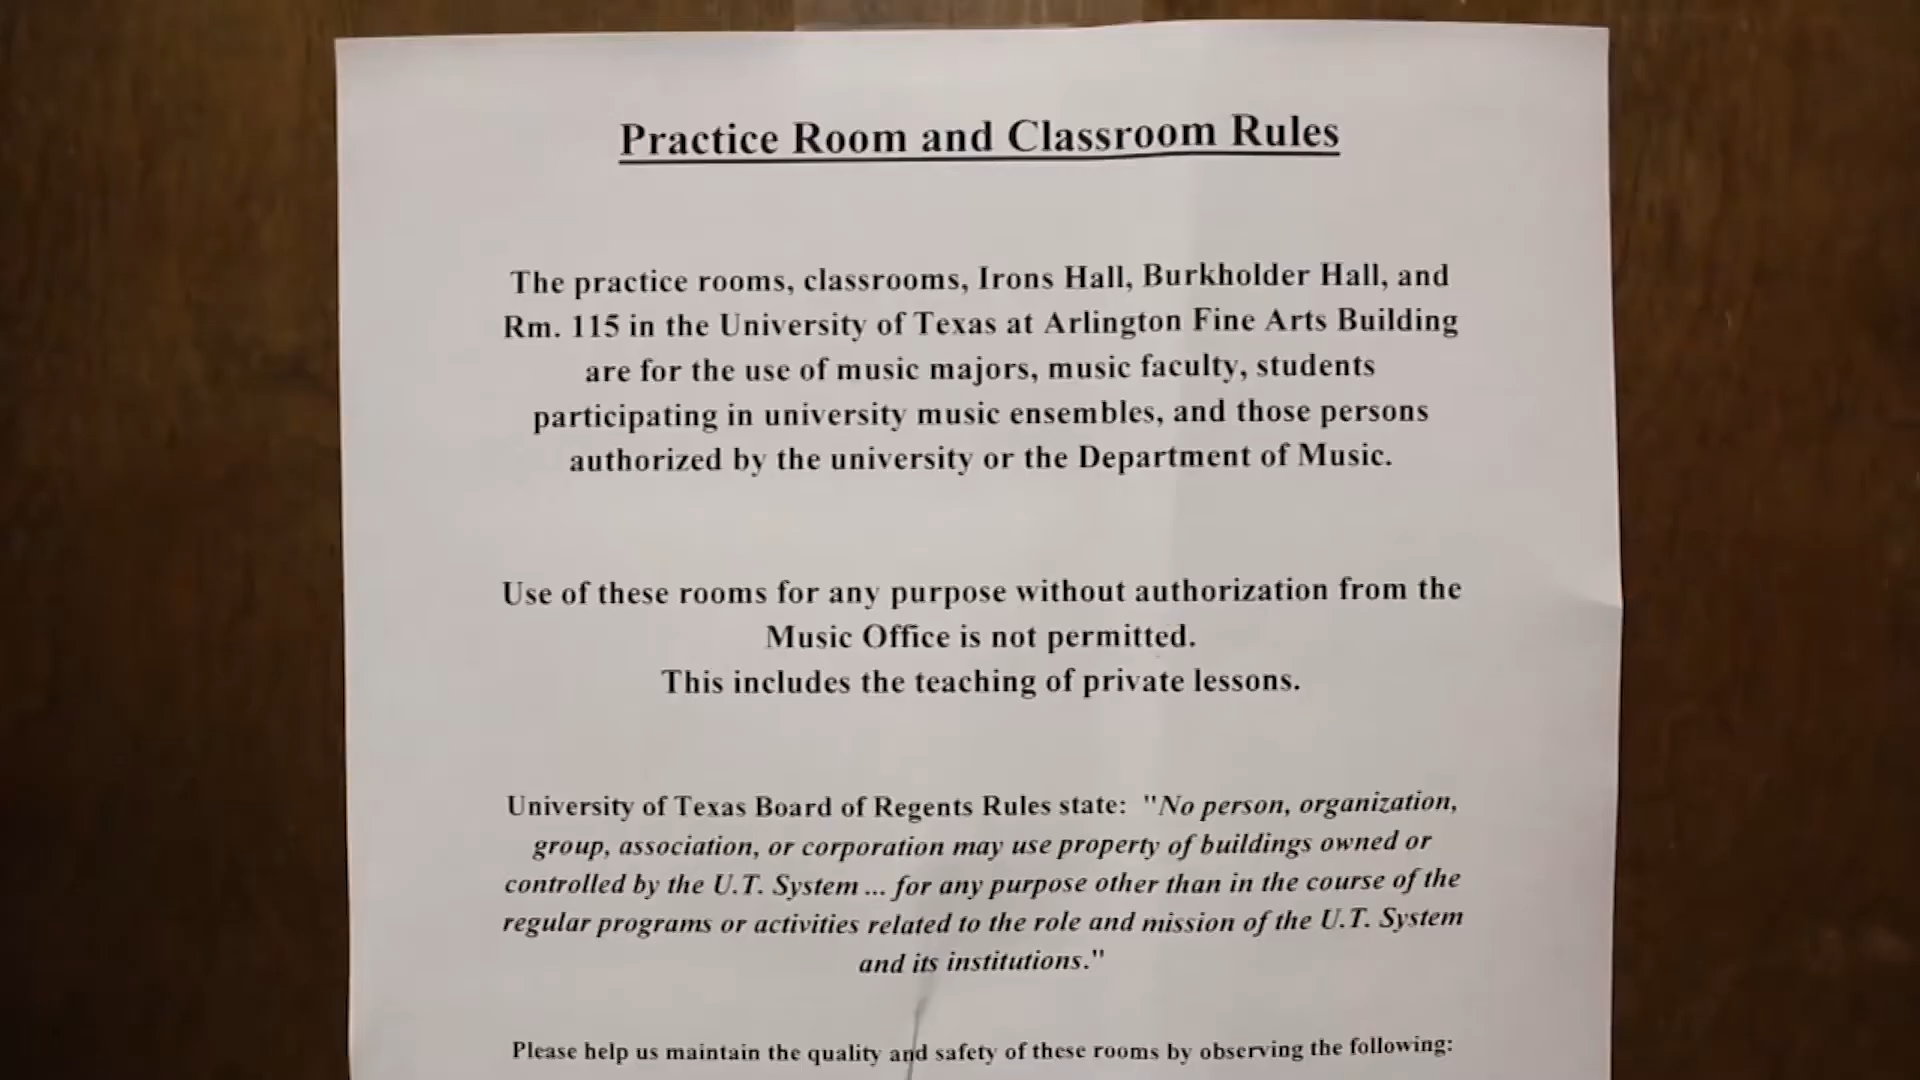 Practice Room and Classroom Rules
The practice rooms, classrooms, Irons Hall, Burkholder Hall, and
Rm. 115 in the University of Texas at Arlington Fine Arts Building
are for the use of music majors, music faculty, students
participating in university music ensembles, and those persons
authorized by the university or the Department of Music.
Use of these rooms for any purpose without authorization from the
Music Office is not permitted.
This includes the teaching of private lessons.
University of Texas Board of Regents Rules state: "No person, organization,
group, association, or corporation may use property of buildings owned or
controlled by the U.T. System ... for any purpose other than in the course of the
regular programs or activities related to the role and mission of the U.T. System
and its institutions."
Please help us maintain the quality and safety of these rooms by observing the following: